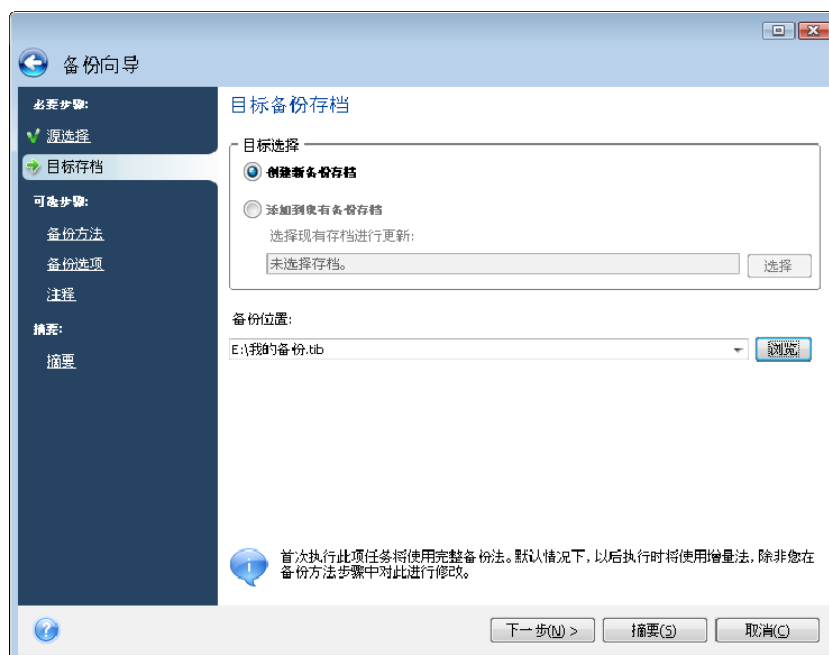 备份向导
必要步骤:
源选择
目标存档
可选步骤:
备份方法
备份选项
注释
摘要:
摘要
目标备份存档
目标选择
创建新备份存档
添加到现有备份存档
选择现有存档进行更新:
未选择存档。
选择
备份位置:
E:\我的备份.tib
浏览
首次执行此项任务将使用完整备份法。默认情况下,以后执行时将使用增量法,除非您在
备份方法步骤中对此进行修改。
下一步(N) >
摘要(S)
取消(C)